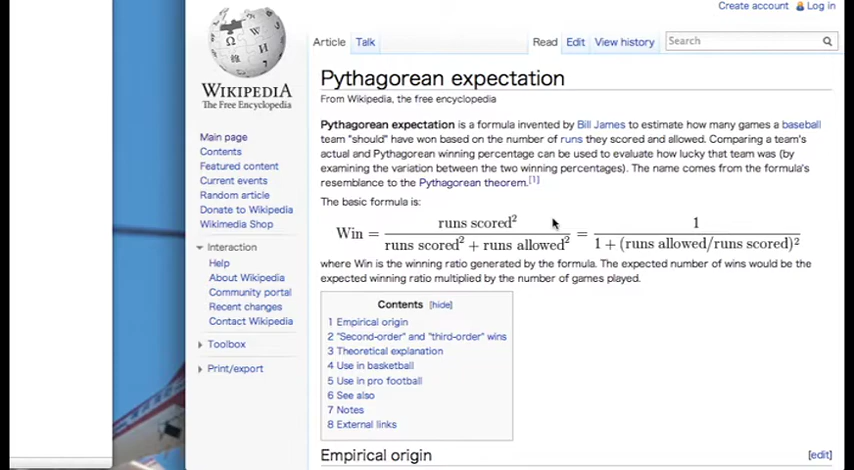 Create account Log in
WIKIPEDIA
The Free Encyclopedia
Main page
Contents
Featured content
Current events
Random article
Donate to Wikipedia
Wikimedia Shop
Interaction
Help
About Wikipedia
Community portal
Recent changes
Contact Wikipedia
Toolbox
Print/export
Article Talk Read Edit View history Search
Pythagorean expectation
From Wikipedia, the free encyclopedia
Pythagorean expectation is a formula invented by Bill James to estimate how many games a baseball
team "should" have won based on the number of runs they scored and allowed. Comparing a team's
actual and Pythagorean winning percentage can be used to evaluate how lucky that team was (by
examining the variation between the two winning percentages). The name comes from the formula's
resemblance to the Pythagorean theorem.[1]
The basic formula is:
Win = runs scored² / (runs scored² + runs allowed²) = 1 / (1 + (runs allowed/runs scored)²)
where Win is the winning ratio generated by the formula. The expected number of wins would be the
expected winning ratio multiplied by the number of games played.
Contents [hide]
1 Empirical origin
2 "Second-order" and "third-order" wins
3 Theoretical explanation
4 Use in basketball
5 Use in pro football
6 See also
7 Notes
8 External links
Empirical origin [edit]